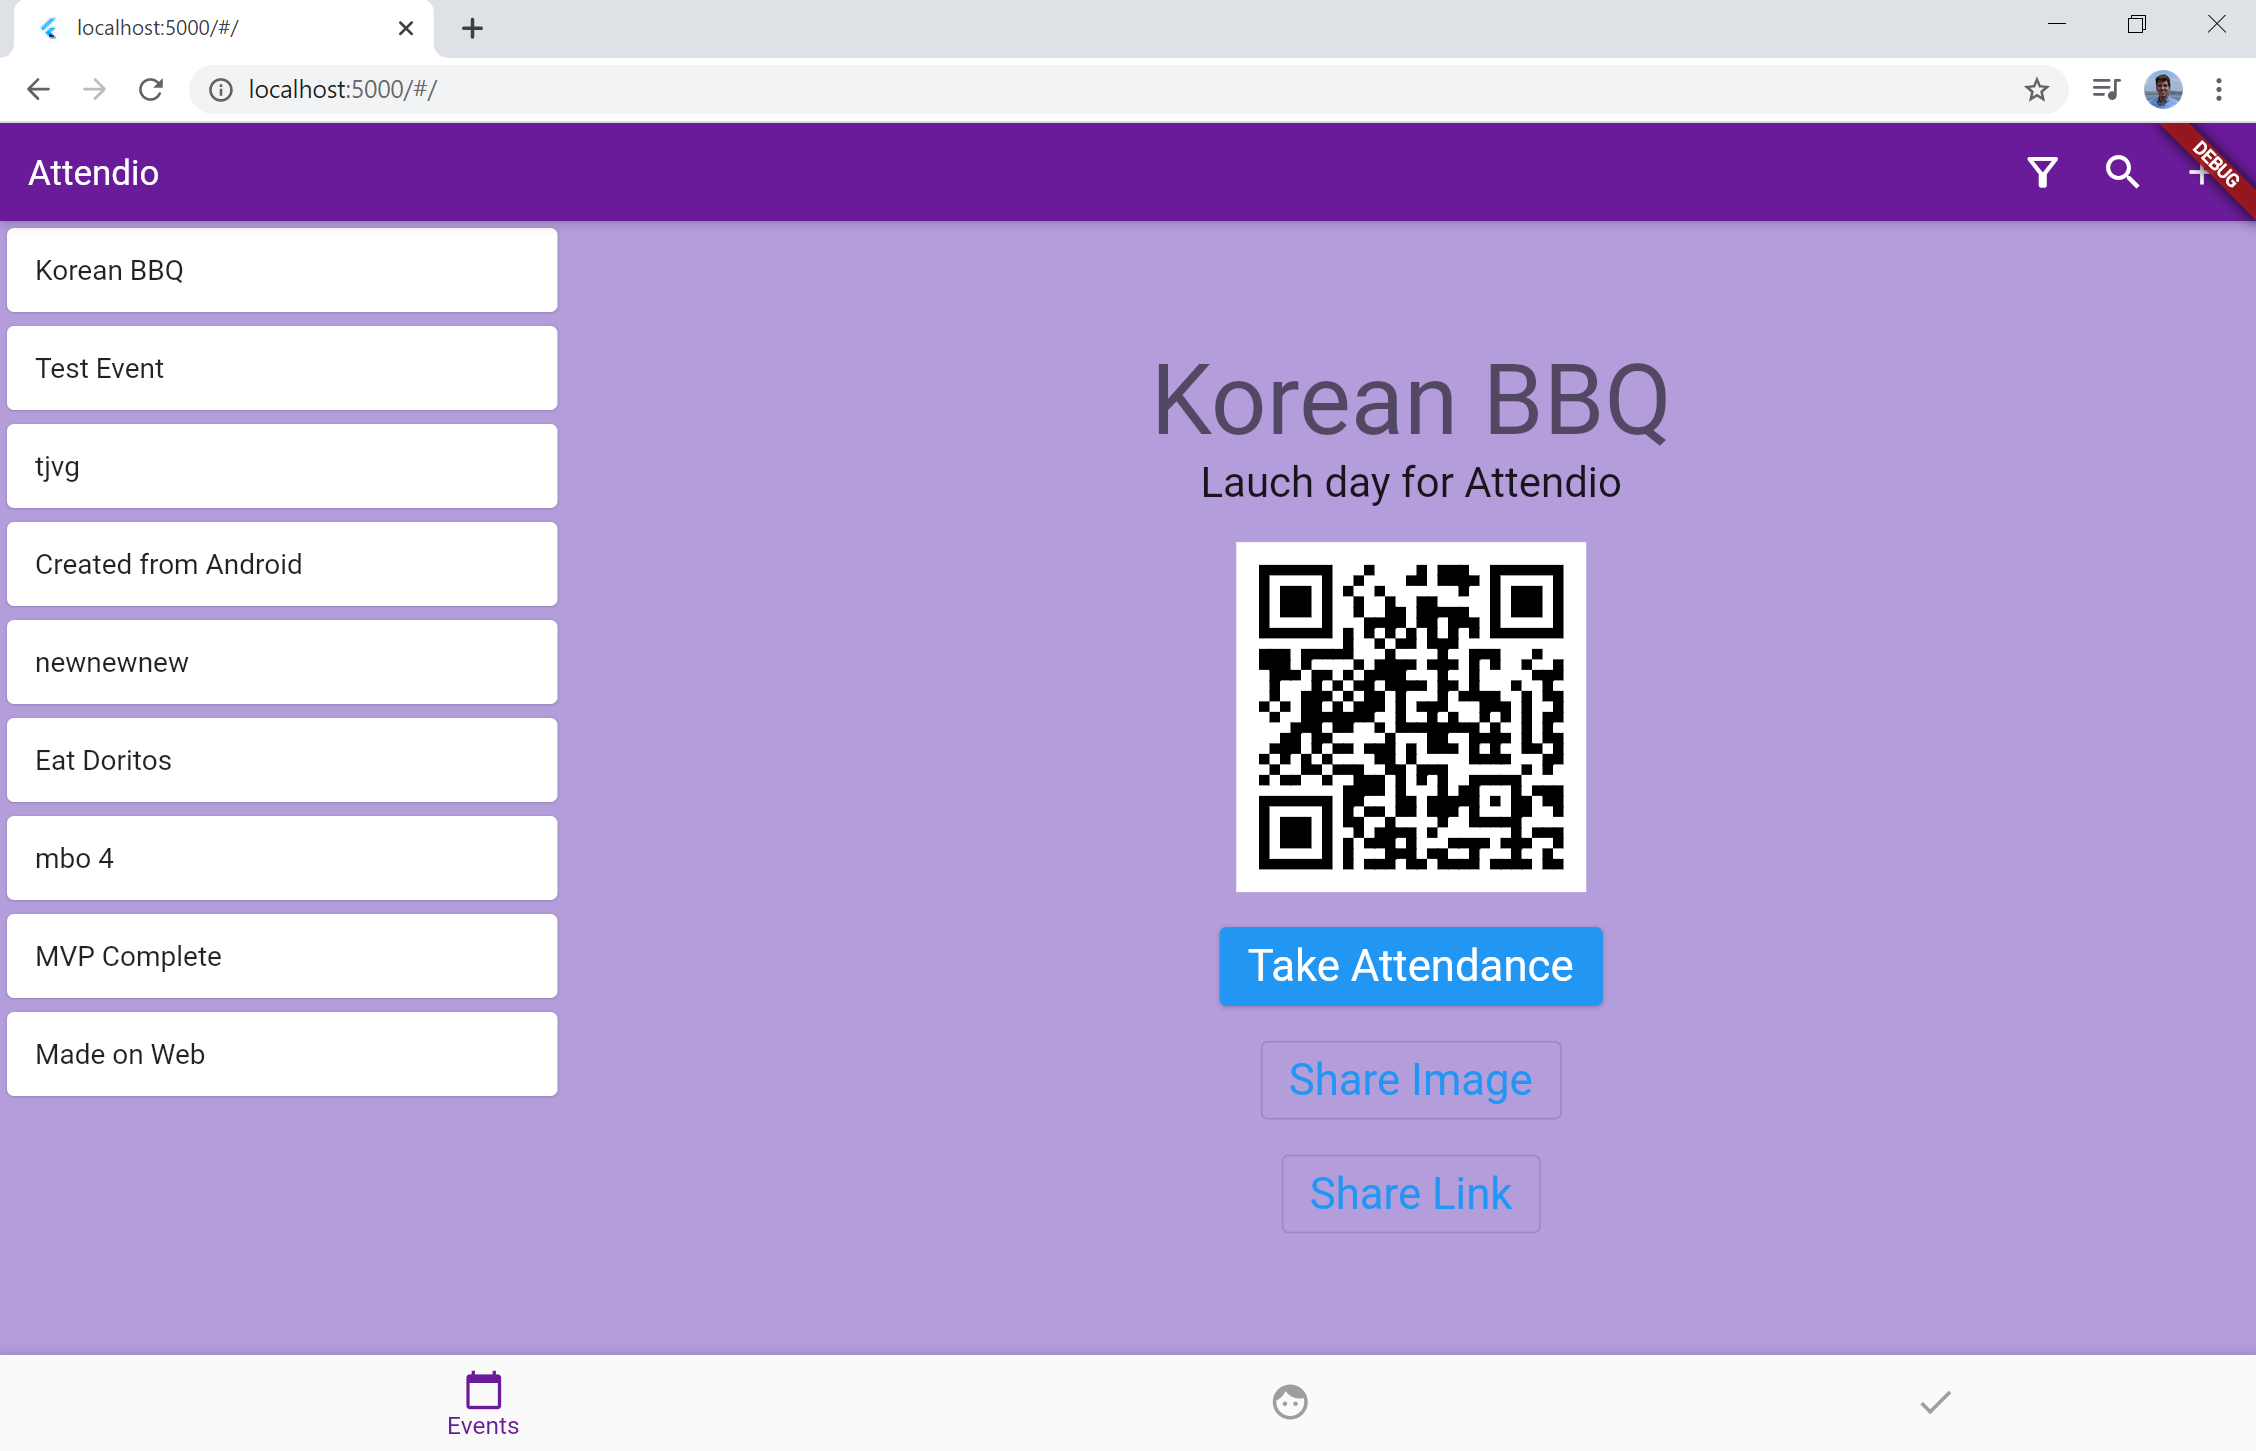 localhost:5000/#/
localhost:5000/#/
Attendio
DEBUG
Korean BBQ
Test Event
tjvg
Created from Android
newnewnew
Eat Doritos
mbo 4
MVP Complete
Made on Web
Korean BBQ
Lauch day for Attendio
Take Attendance
Share Image
Share Link
Events